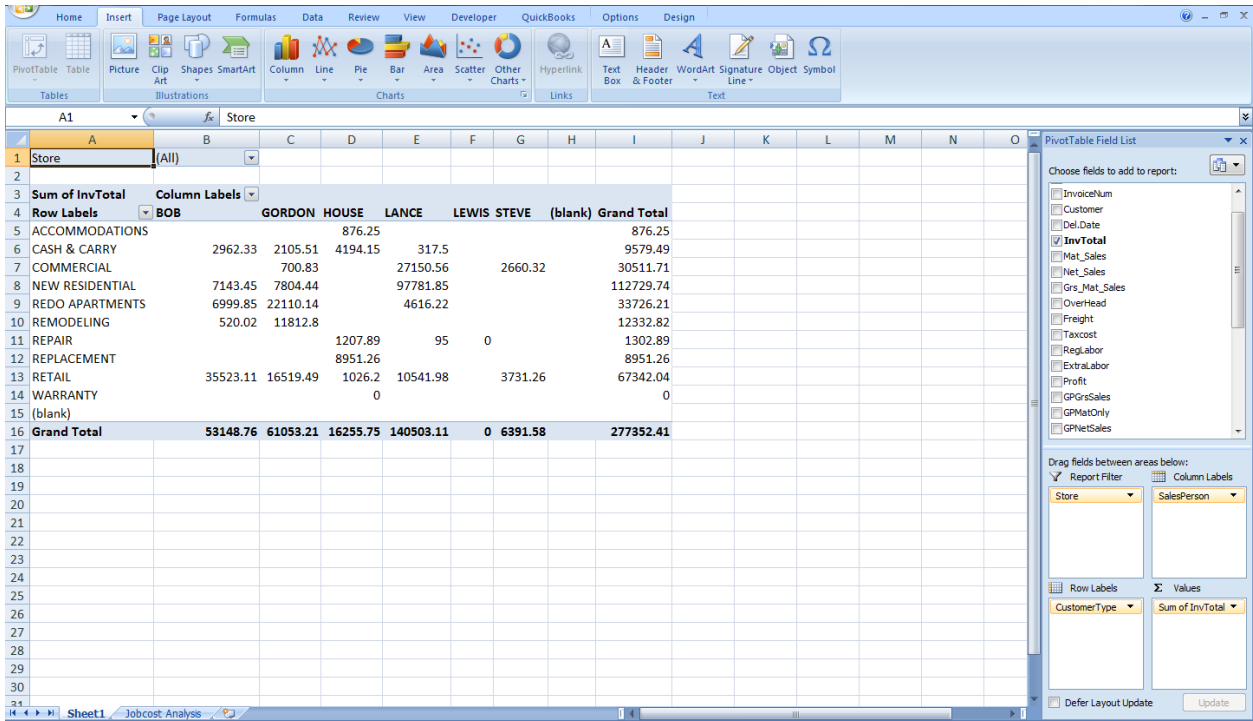 Home Insert Page Layout Formulas Data Review View Developer QuickBooks Options Design
PivotTable Table Picture Clip Art Shapes SmartArt Column Line Pie Bar Area Scatter Other Charts Hyperlink Text Box Header & Footer WordArt Signature Line Object Symbol
Tables Illustrations Charts Links Text
A1 fx Store
A B C D E F G H I J K L M N O
1 Store (All)
2
3 Sum of InvTotal Column Labels
4 Row Labels BOB GORDON HOUSE LANCE LEWIS STEVE (blank) Grand Total
5 ACCOMMODATIONS 876.25 876.25
6 CASH & CARRY 2962.33 2105.51 4194.15 317.5 9579.49
7 COMMERCIAL 700.83 27150.56 2660.32 30511.71
8 NEW RESIDENTIAL 7143.45 7804.44 97781.85 112729.74
9 REDO APARTMENTS 6999.85 22110.14 4616.22 33726.21
10 REMODELING 520.02 11812.8 12332.82
11 REPAIR 1207.89 95 0 1302.89
12 REPLACEMENT 8951.26 8951.26
13 RETAIL 35523.11 16519.49 1026.2 10541.98 3731.26 67342.04
14 WARRANTY 0 0
15 (blank)
16 Grand Total 53148.76 61053.21 16255.75 140503.11 0 6391.58 277352.41
17
18
19
20
21
22
23
24
25
26
27
28
29
30
31
Sheet1 Jobcost Analysis
PivotTable Field List
Choose fields to add to report:
InvoiceNum
Customer
Del.Date
InvTotal
Mat_Sales
Net_Sales
Grs_Mat_Sales
OverHead
Freight
Taxcost
RegLabor
ExtraLabor
Profit
GPGrsSales
GPMatOnly
GPNetSales
Drag fields between areas below:
Report Filter Column Labels
Store SalesPerson
Row Labels Σ Values
CustomerType Sum of InvTotal
Defer Layout Update Update